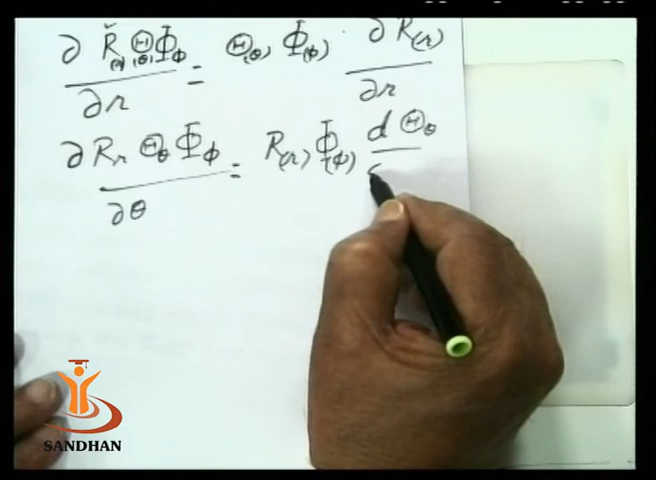 ∂ R(r) Θ(θ) Φφ / ∂r = Θ(θ) Φ(φ) · ∂ R(r) / ∂r
∂ Rr Θθ Φφ / ∂θ = R(r) Φ(φ) d Θθ
SANDHAN